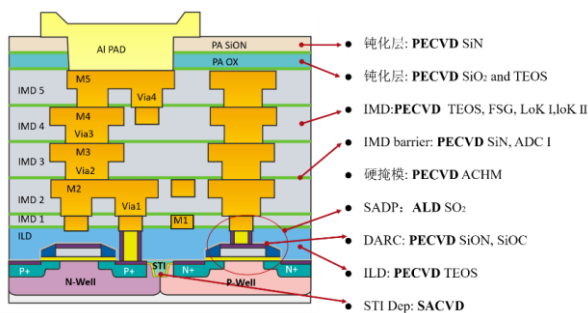 Al PAD
PA SiON
PA OX
M5
IMD 5
Via4
M4
IMD 4
Via3
M3
IMD 3
Via2
M2
IMD 2
Via1
IMD 1
M1
ILD
P+
P+
STI
N+
N+
N-Well
P-Well
● 钝化层: PECVD SiN
● 钝化层: PECVD SiO₂ and TEOS
● IMD:PECVD TEOS, FSG, LoK I,loK II
● IMD barrier: PECVD SiN, ADC I
● 硬掩模: PECVD ACHM
● SADP： ALD SO₂
● DARC: PECVD SiON, SiOC
● ILD: PECVD TEOS
● STI Dep: SACVD